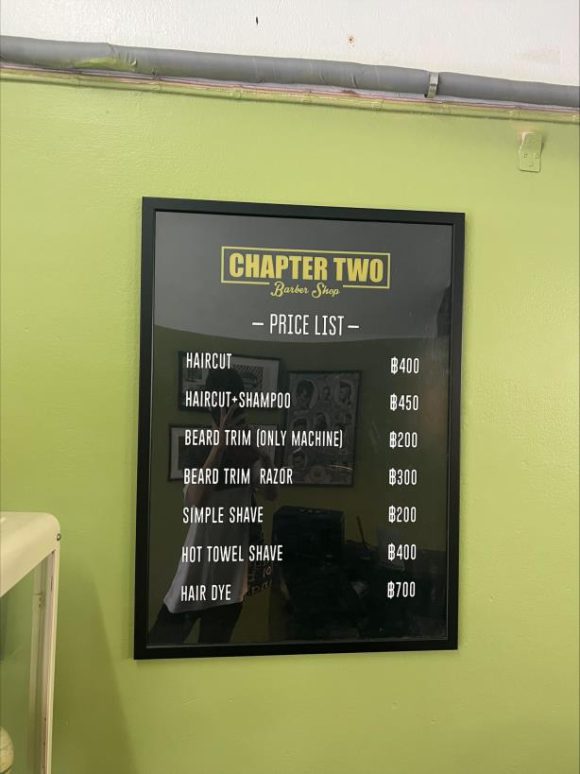 CHAPTER TWO
Barber Shop
– PRICE LIST –
HAIRCUT ฿400
HAIRCUT+SHAMPOO ฿450
BEARD TRIM (ONLY MACHINE) ฿200
BEARD TRIM RAZOR ฿300
SIMPLE SHAVE ฿200
HOT TOWEL SHAVE ฿400
HAIR DYE ฿700